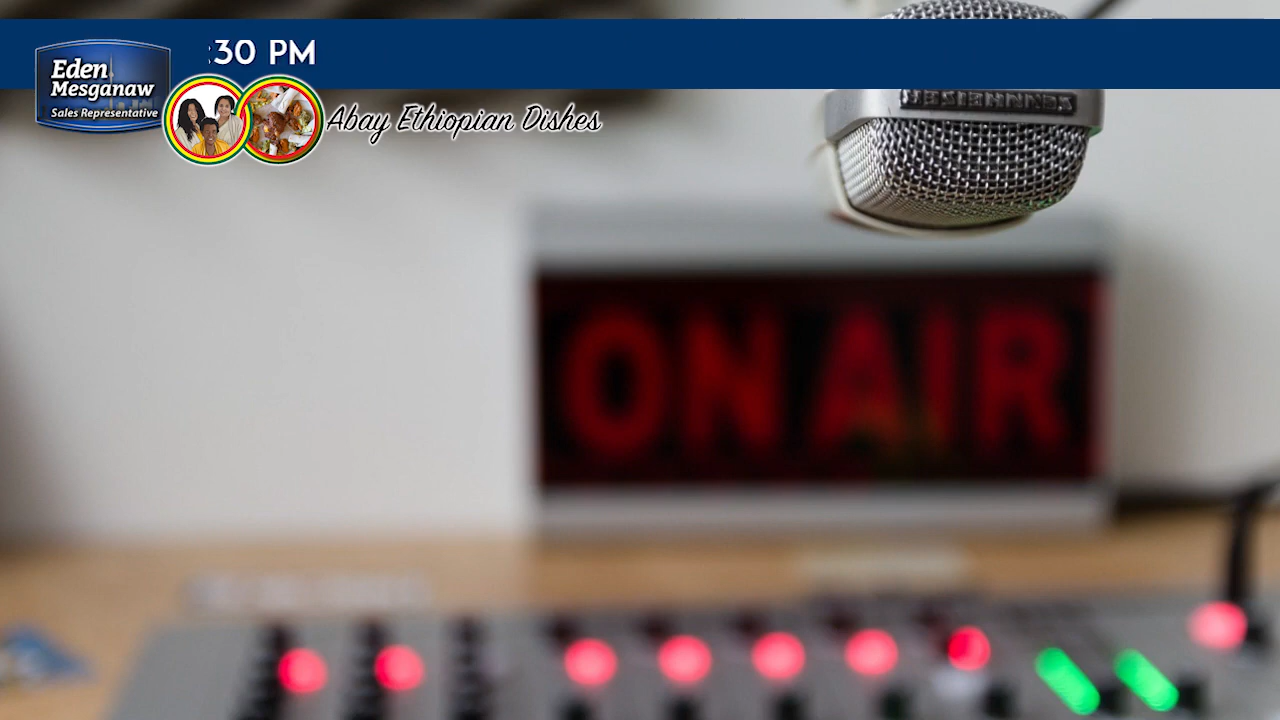 :30 PM
Eden
Mesganaw
Sales Representative
Abay Ethiopian Dishes
ON AIR